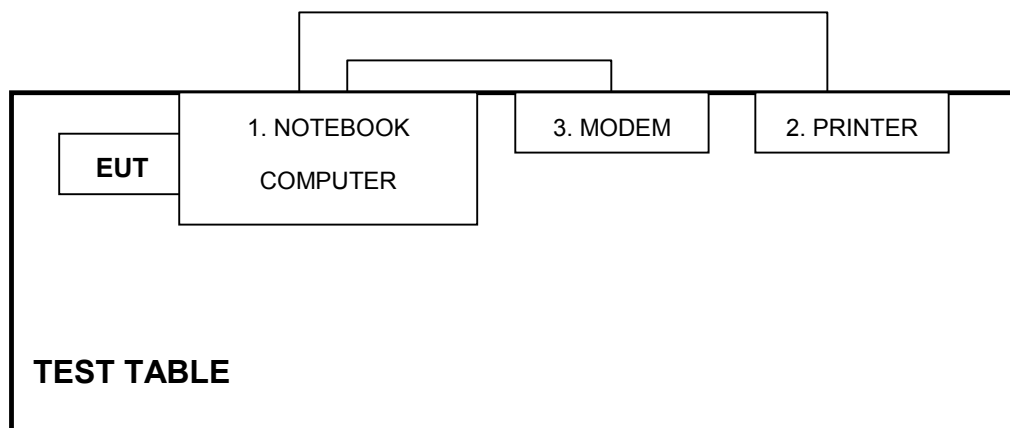 1. NOTEBOOK
COMPUTER
3. MODEM
2. PRINTER
EUT
TEST TABLE